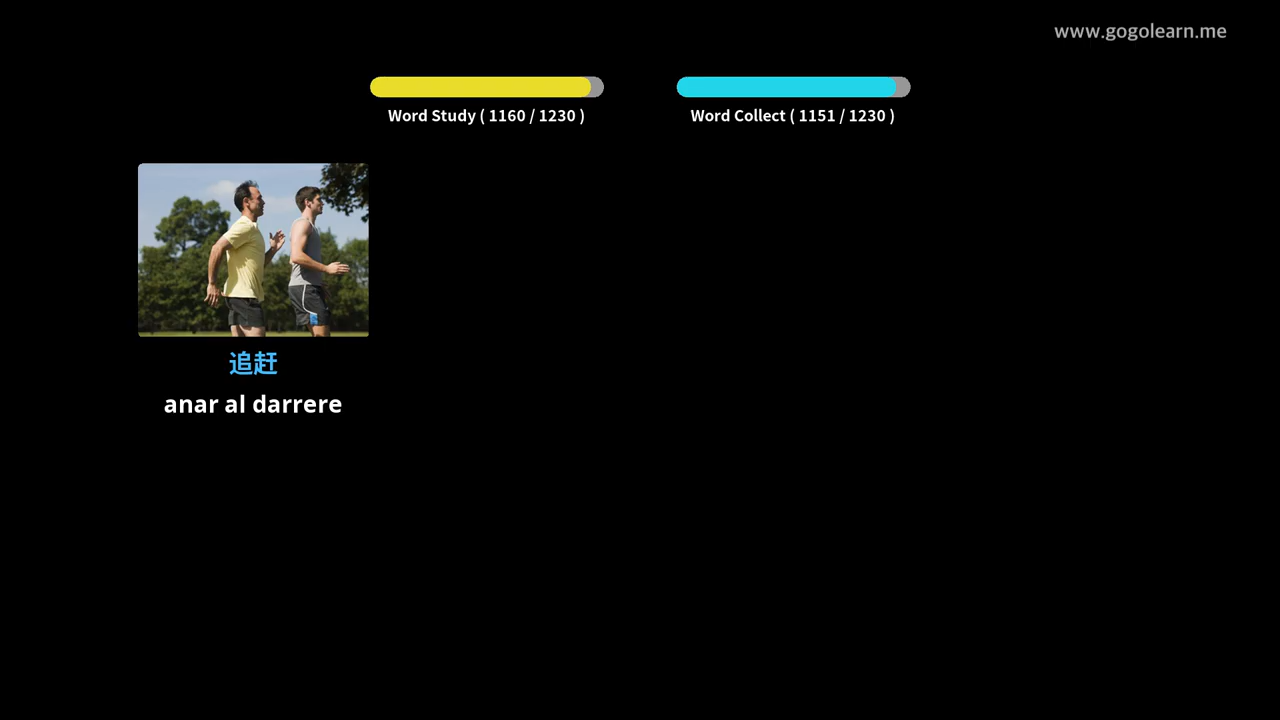 www.gogolearn.me
Word Study ( 1160 / 1230 )
Word Collect ( 1151 / 1230 )
追赶
anar al darrere